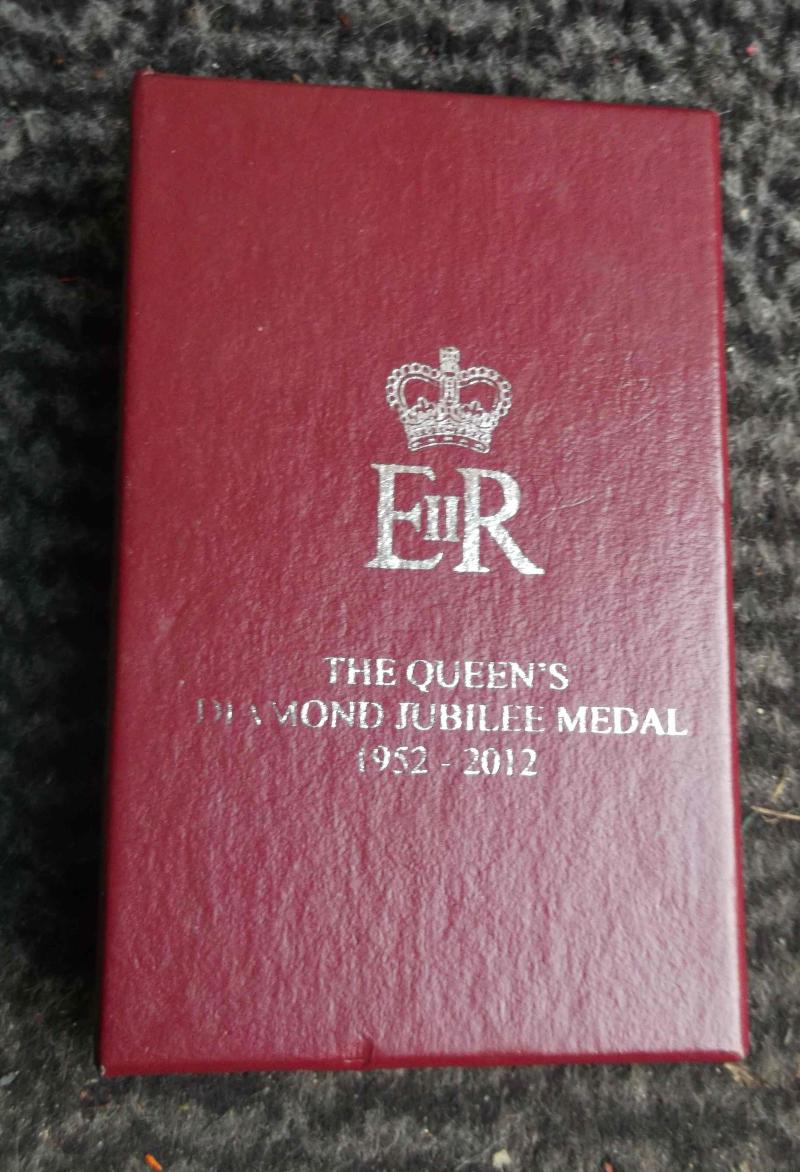 EIIR
THE QUEEN'S
DIAMOND JUBILEE MEDAL
1952 - 2012